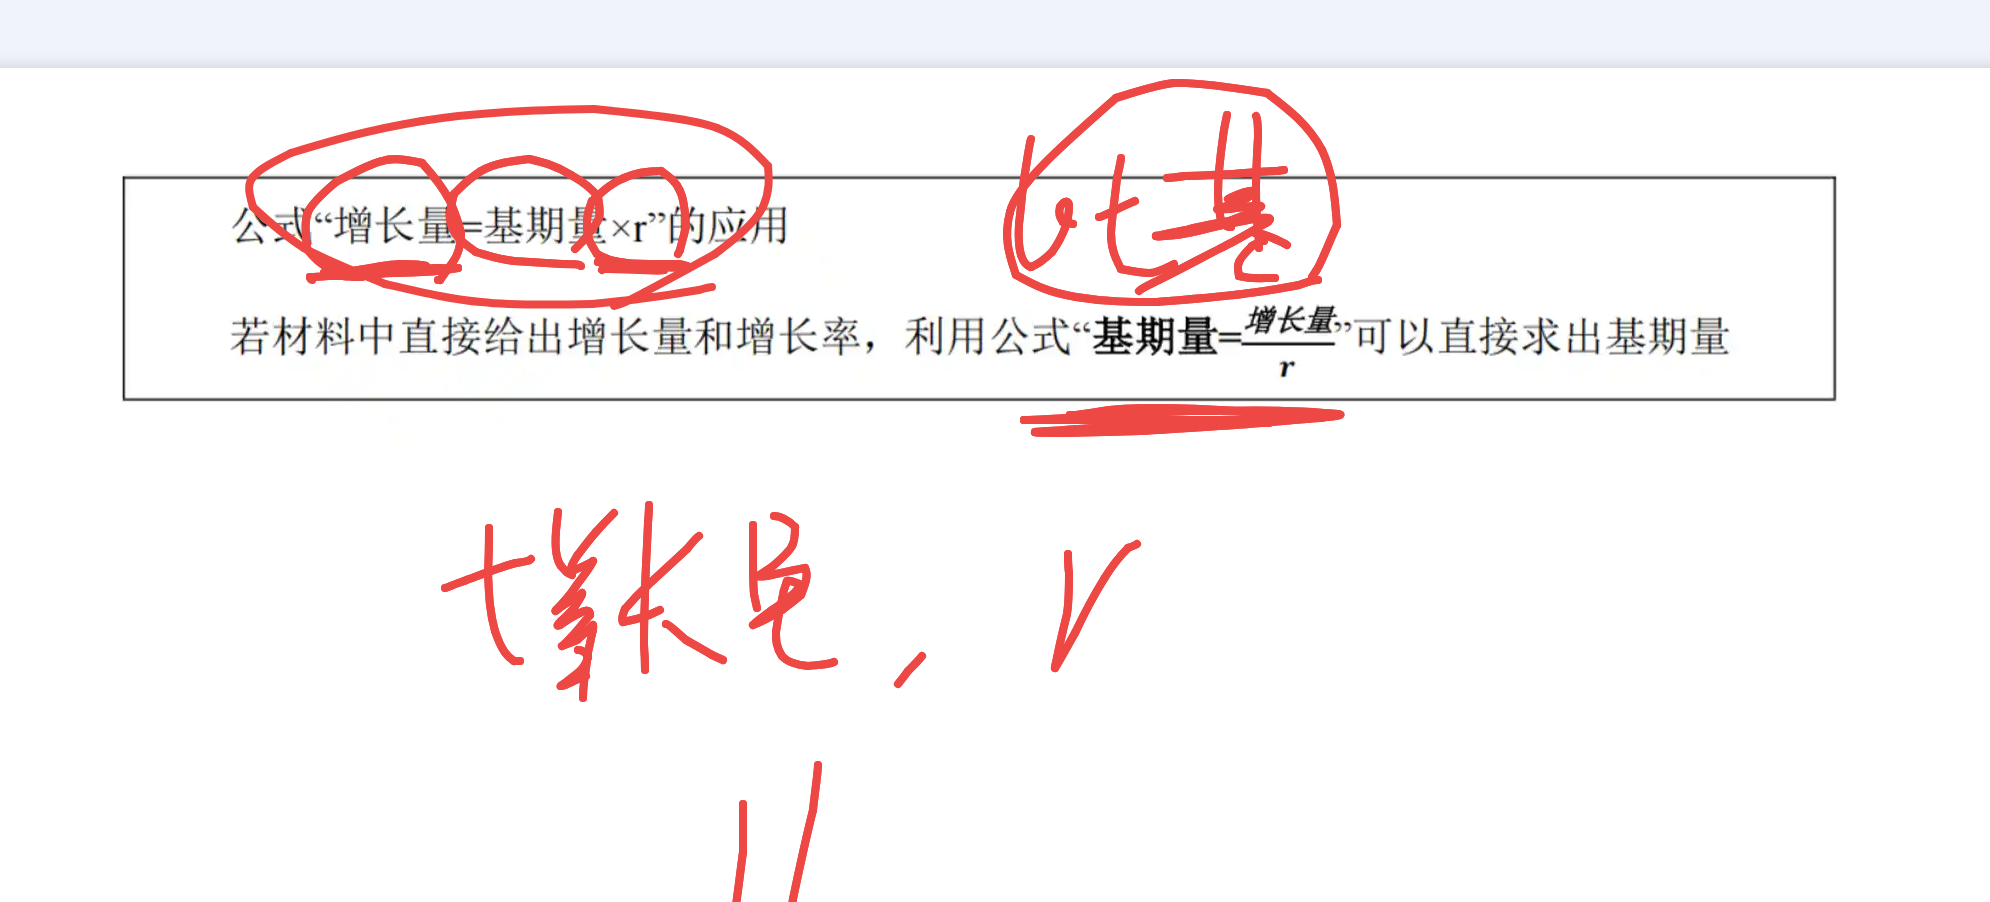 比基
公式“增长量=基期量×r”的应用
若材料中直接给出增长量和增长率，利用公式“基期量=增长量/r”可以直接求出基期量
增长量, r